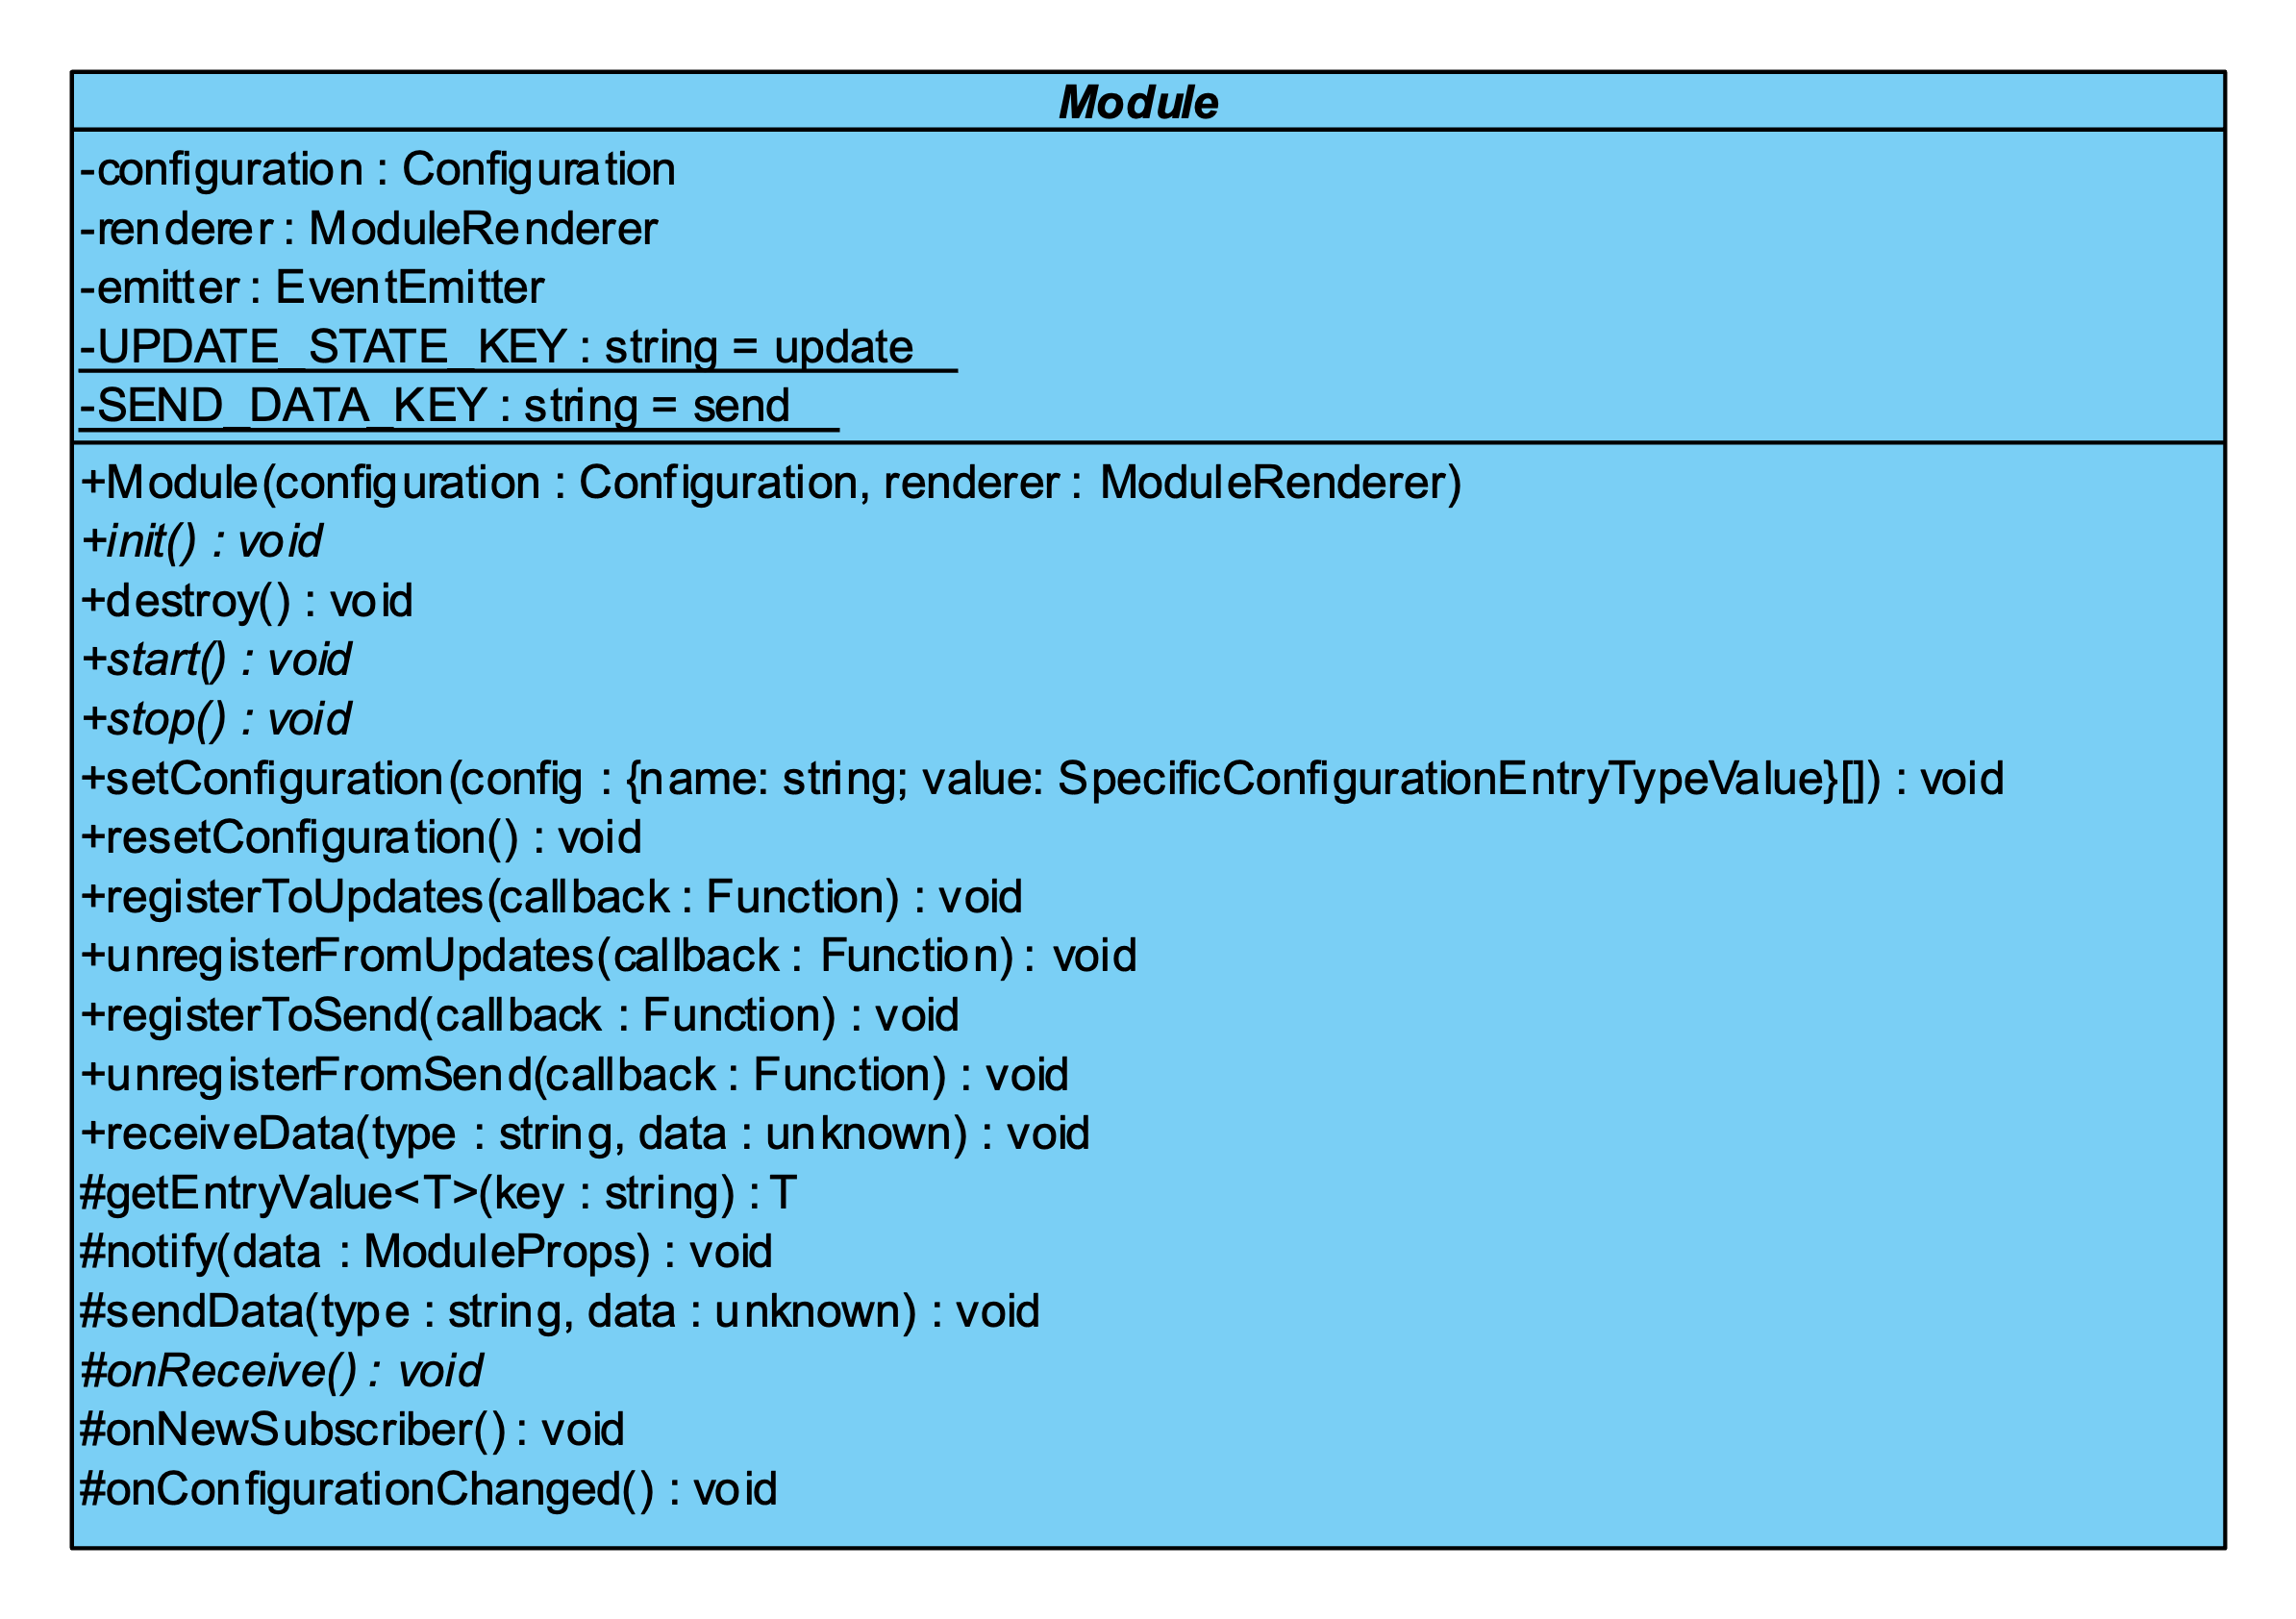 Module
-configuration : Configuration
-renderer : ModuleRenderer
-emitter : EventEmitter
-UPDATE_STATE_KEY : string = update
-SEND_DATA_KEY : string = send
+Module(configuration : Configuration, renderer : ModuleRenderer)
+init() : void
+destroy() : void
+start() : void
+stop() : void
+setConfiguration(config : {name: string; value: SpecificConfigurationEntryTypeValue}[]) : void
+resetConfiguration() : void
+registerToUpdates(callback : Function) : void
+unregisterFromUpdates(callback : Function) : void
+registerToSend(callback : Function) : void
+unregisterFromSend(callback : Function) : void
+receiveData(type : string, data : unknown) : void
#getEntryValue<T>(key : string) : T
#notify(data : ModuleProps) : void
#sendData(type : string, data : unknown) : void
#onReceive() : void
#onNewSubscriber() : void
#onConfigurationChanged() : void